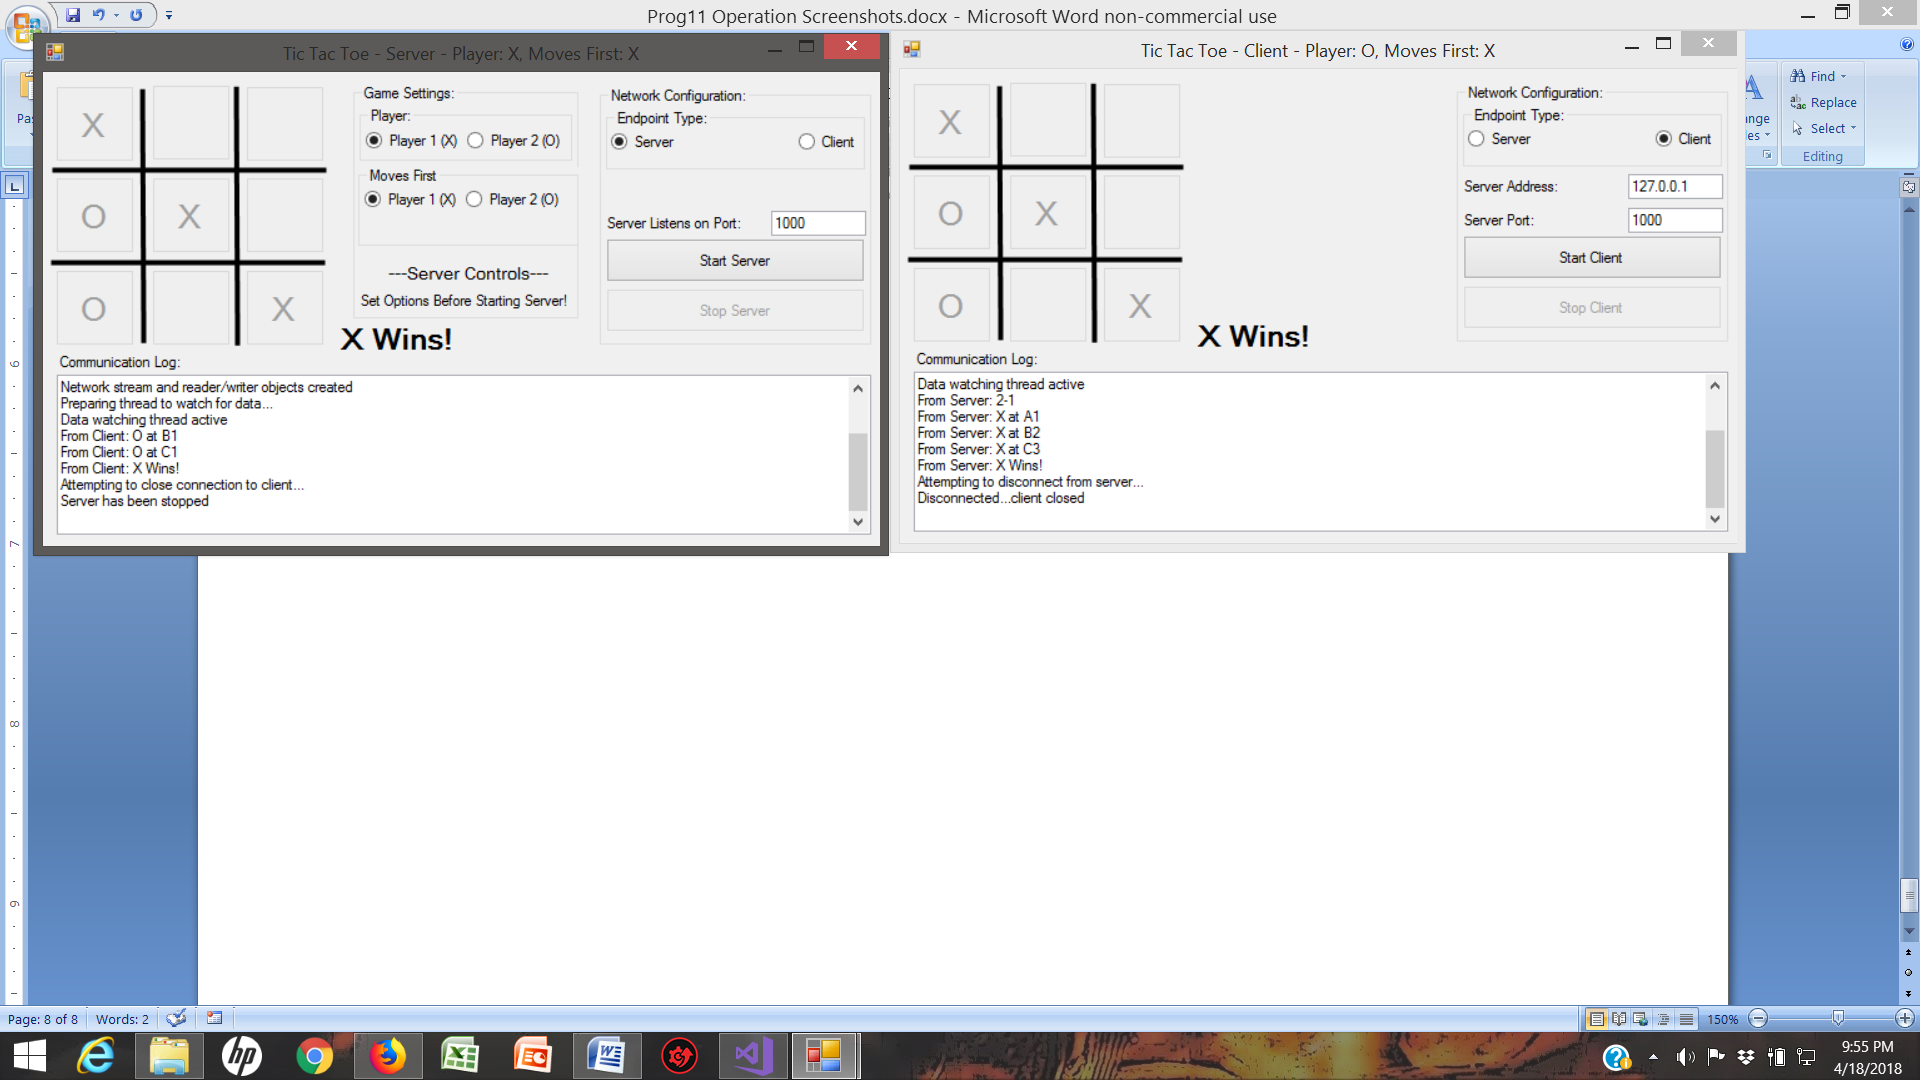 Prog11 Operation Screenshots.docx - Microsoft Word non-commercial use
Tic Tac Toe - Server - Player: X, Moves First: X
X
O X
O X
Game Settings:
Player:
Player 1 (X) Player 2 (O)
Moves First
Player 1 (X) Player 2 (O)
---Server Controls---
Set Options Before Starting Server!
X Wins!
Network Configuration:
Endpoint Type:
Server Client
Server Listens on Port: 1000
Start Server
Stop Server
Communication Log:
Network stream and reader/writer objects created
Preparing thread to watch for data...
Data watching thread active
From Client: O at B1
From Client: O at C1
From Client: X Wins!
Attempting to close connection to client...
Server has been stopped
Tic Tac Toe - Client - Player: O, Moves First: X
X
O X
O X
X Wins!
Network Configuration:
Endpoint Type:
Server Client
Server Address: 127.0.0.1
Server Port: 1000
Start Client
Stop Client
Communication Log:
Data watching thread active
From Server: 2-1
From Server: X at A1
From Server: X at B2
From Server: X at C3
From Server: X Wins!
Attempting to disconnect from server...
Disconnected...client closed
Find
Replace
Select
Editing
6
7
8
9
Page: 8 of 8 Words: 2
150%
hp
9:55 PM
4/18/2018